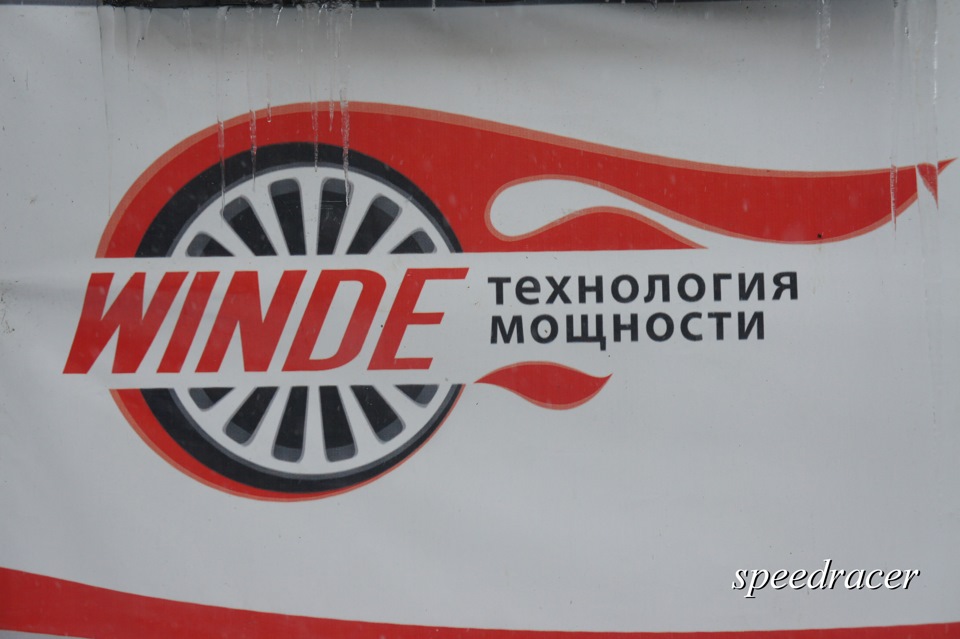 WINDE
технология
мощности
speedracer